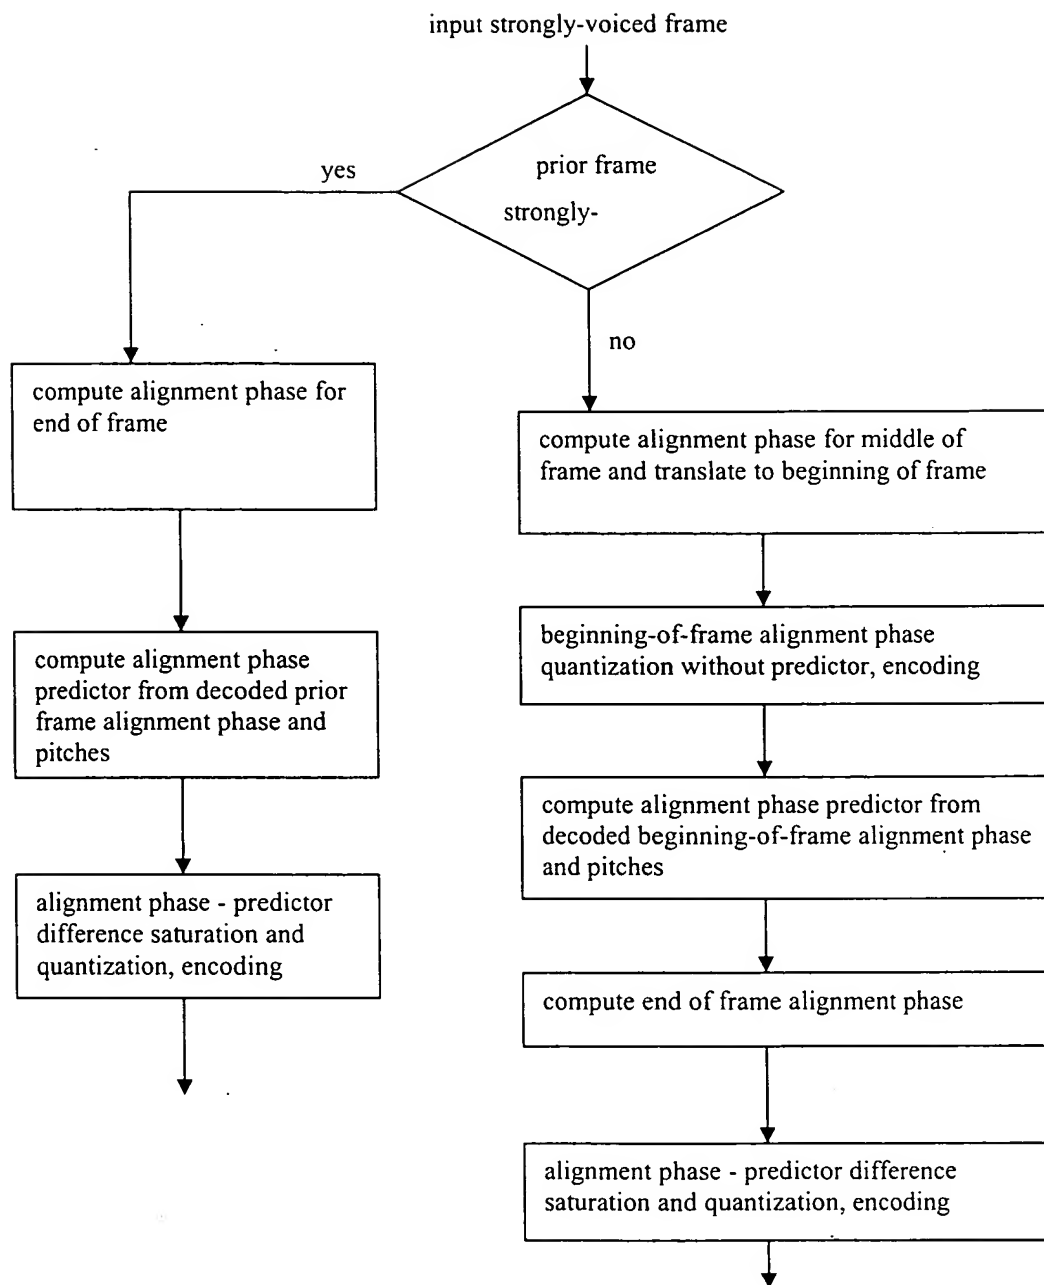 input strongly-voiced frame
prior frame
strongly-
yes
no
compute alignment phase for
end of frame
compute alignment phase
predictor from decoded prior
frame alignment phase and
pitches
alignment phase - predictor
difference saturation and
quantization, encoding
compute alignment phase for middle of
frame and translate to beginning of frame
beginning-of-frame alignment phase
quantization without predictor, encoding
compute alignment phase predictor from
decoded beginning-of-frame alignment phase
and pitches
compute end of frame alignment phase
alignment phase - predictor difference
saturation and quantization, encoding